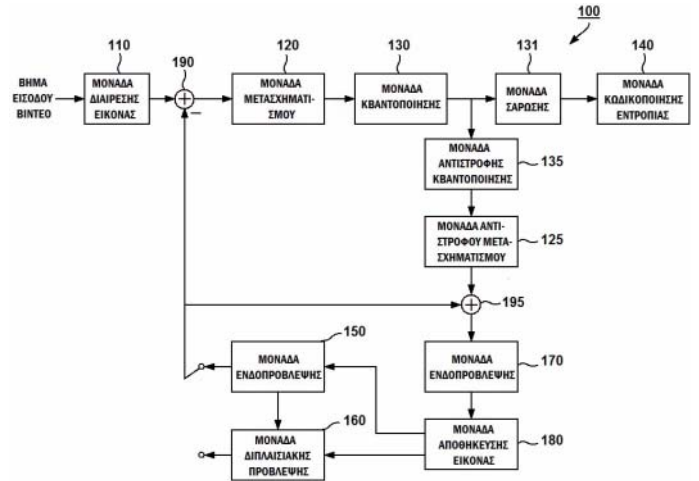 100
110
190
120
130
131
140
ΒΗΜΑ
ΕΙΣΟΔΟΥ
ΒΙΝΤΕΟ
ΜΟΝΑΔΑ
ΔΙΑΙΡΕΣΗΣ
ΕΙΚΟΝΑΣ
+
−
ΜΟΝΑΔΑ
ΜΕΤΑΣΧΗΜΑΤΙ-
ΣΜΟΥ
ΜΟΝΑΔΑ
ΚΒΑΝΤΟΠΟΙΗΣΗΣ
ΜΟΝΑΔΑ
ΣΑΡΩΣΗΣ
ΜΟΝΑΔΑ
ΚΩΔΙΚΟΠΟΙΗΣΗΣ
ΕΝΤΡΟΠΙΑΣ
ΜΟΝΑΔΑ
ΑΝΤΙΣΤΡΟΦΗΣ
ΚΒΑΝΤΟΠΟΙΗΣΗΣ
135
ΜΟΝΑΔΑ ΑΝΤΙ-
ΣΤΡΟΦΟΥ ΜΕΤΑ-
ΣΧΗΜΑΤΙΣΜΟΥ
125
+
195
150
ΜΟΝΑΔΑ
ΕΝΔΟΠΡΟΒΛΕΨΗΣ
ΜΟΝΑΔΑ
ΕΝΔΟΠΡΟΒΛΕΨΗΣ
170
160
ΜΟΝΑΔΑ
ΔΙΠΛΑΙΣΙΑΚΗΣ
ΠΡΟΒΛΕΨΗΣ
ΜΟΝΑΔΑ
ΑΠΟΘΗΚΕΥΣΗΣ
ΕΙΚΟΝΑΣ
180